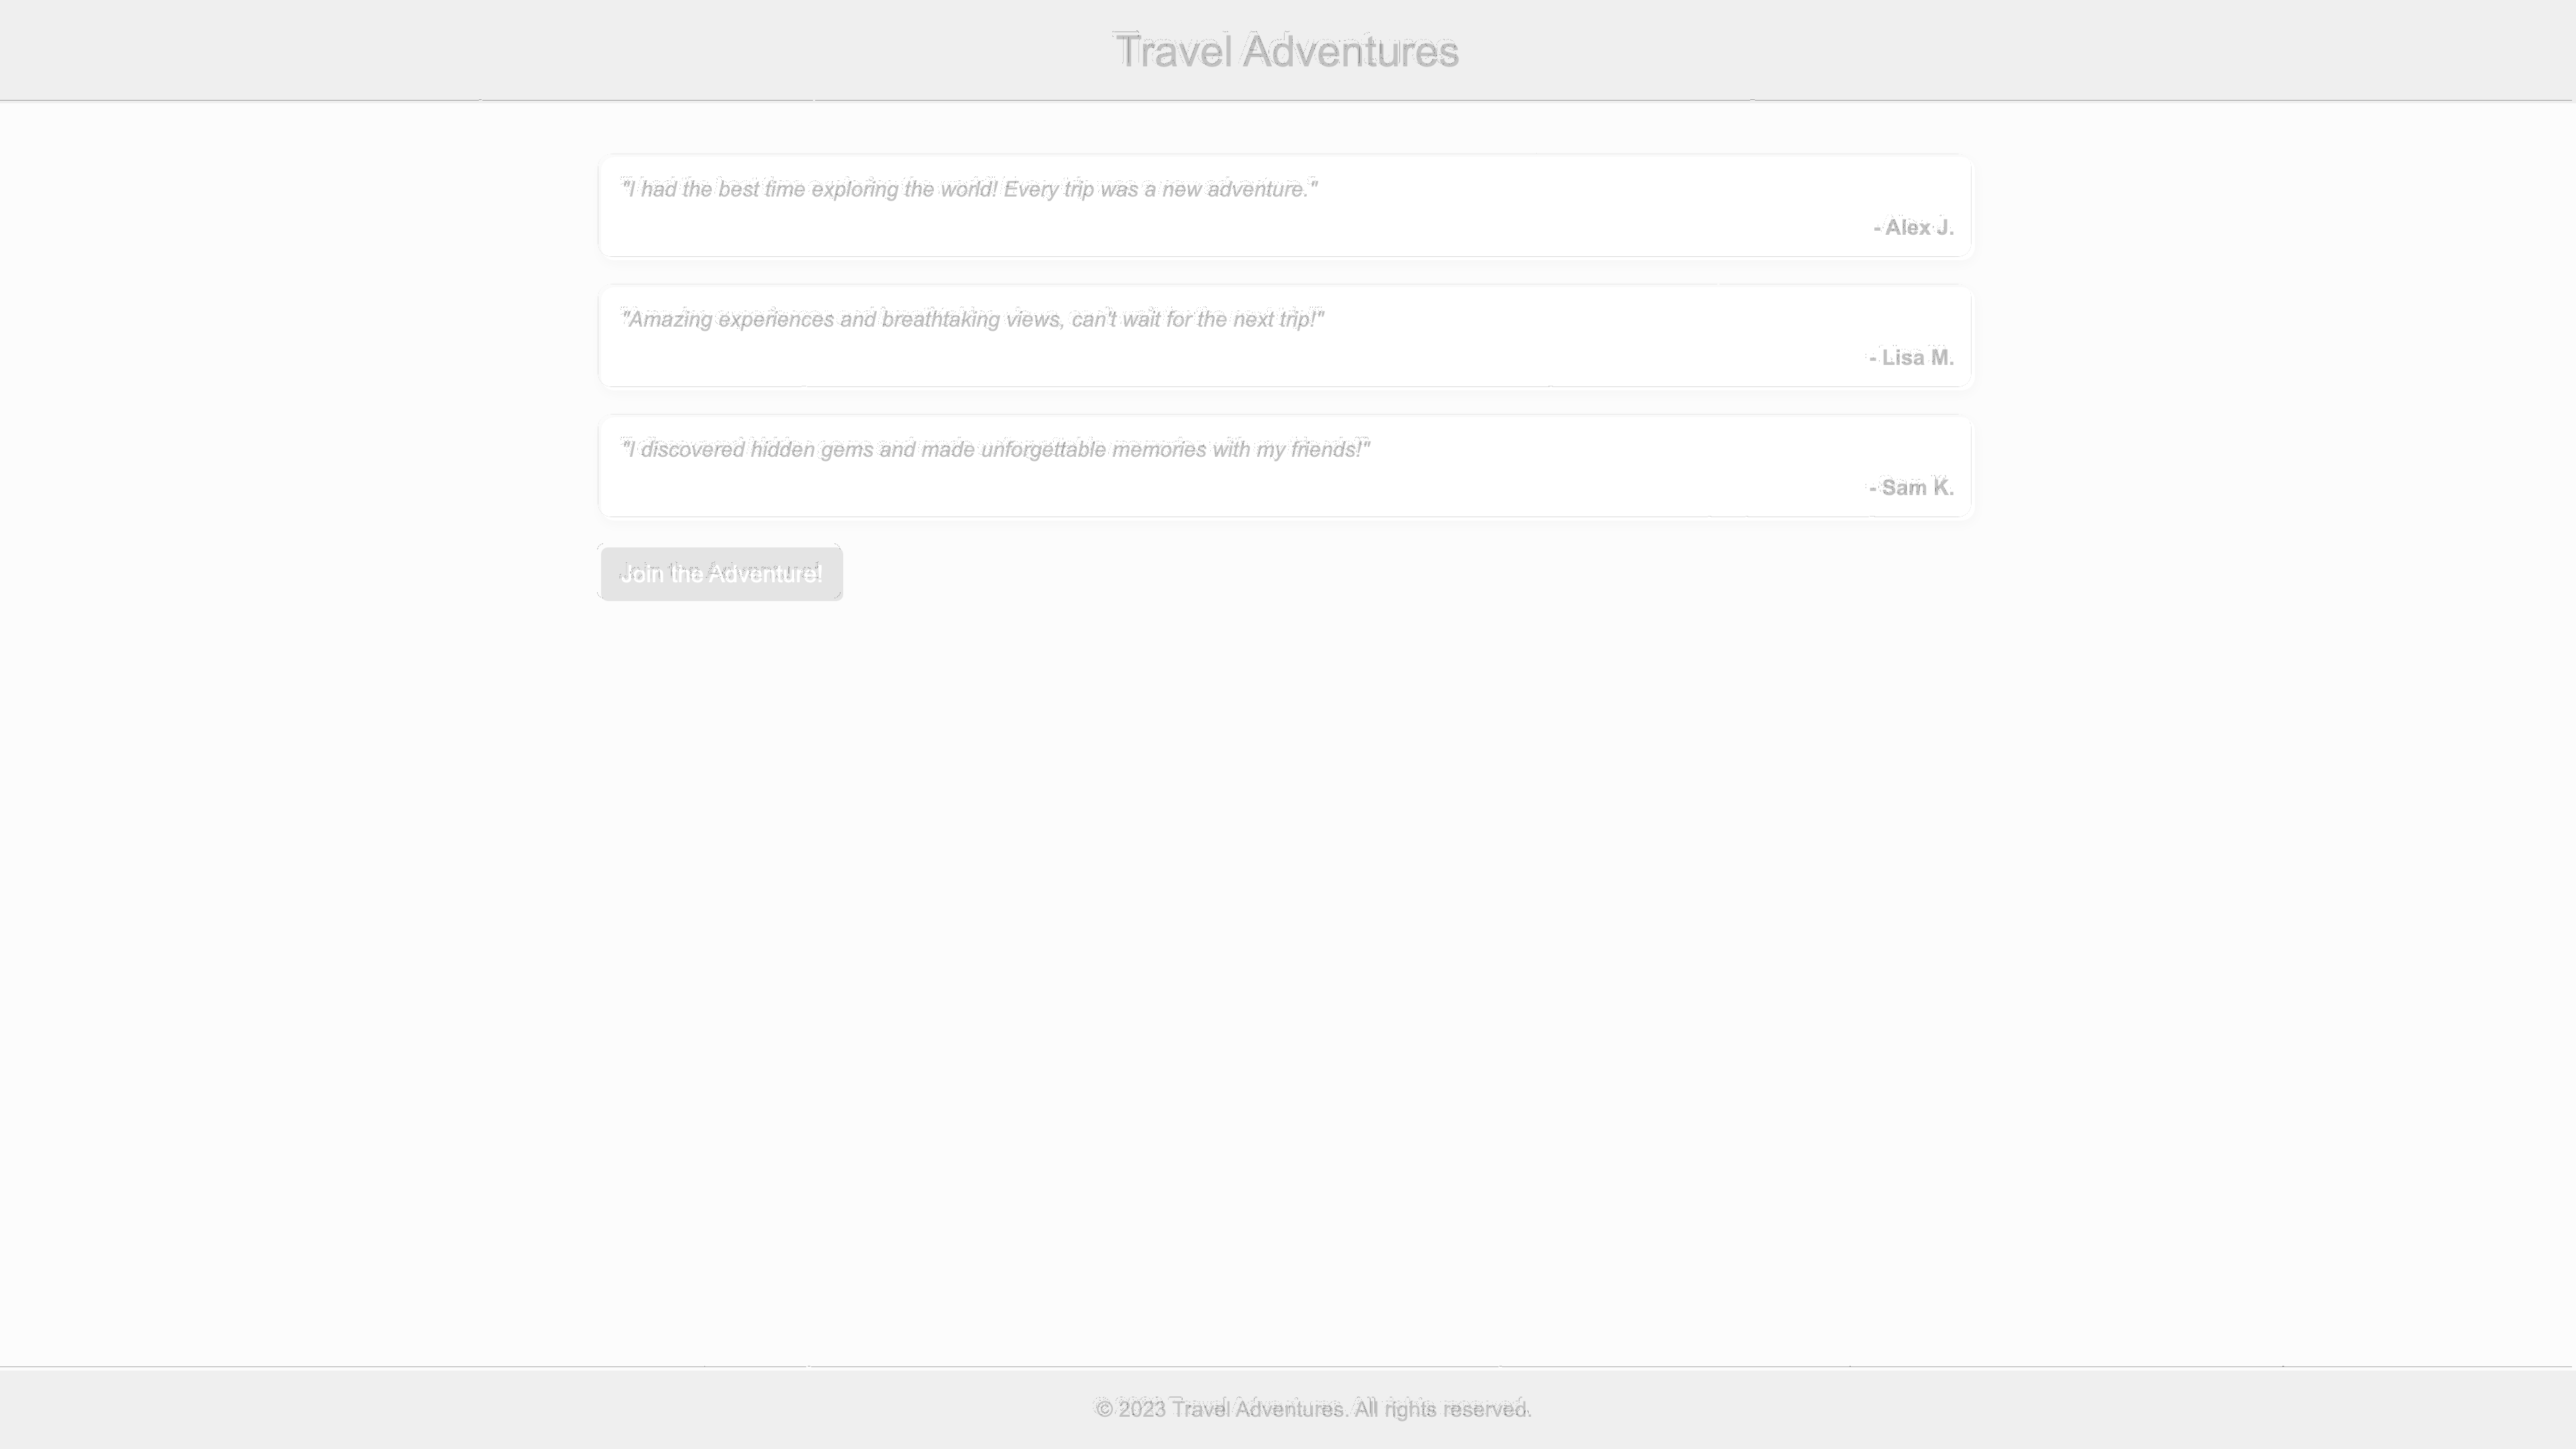 Travel Adventures
"I had the best time exploring the world! Every trip was a new adventure."
- Alex J.
"Amazing experiences and breathtaking views, can't wait for the next trip!"
- Lisa M.
"I discovered hidden gems and made unforgettable memories with my friends!"
- Sam K.
Join the Adventure!
© 2023 Travel Adventures. All rights reserved.